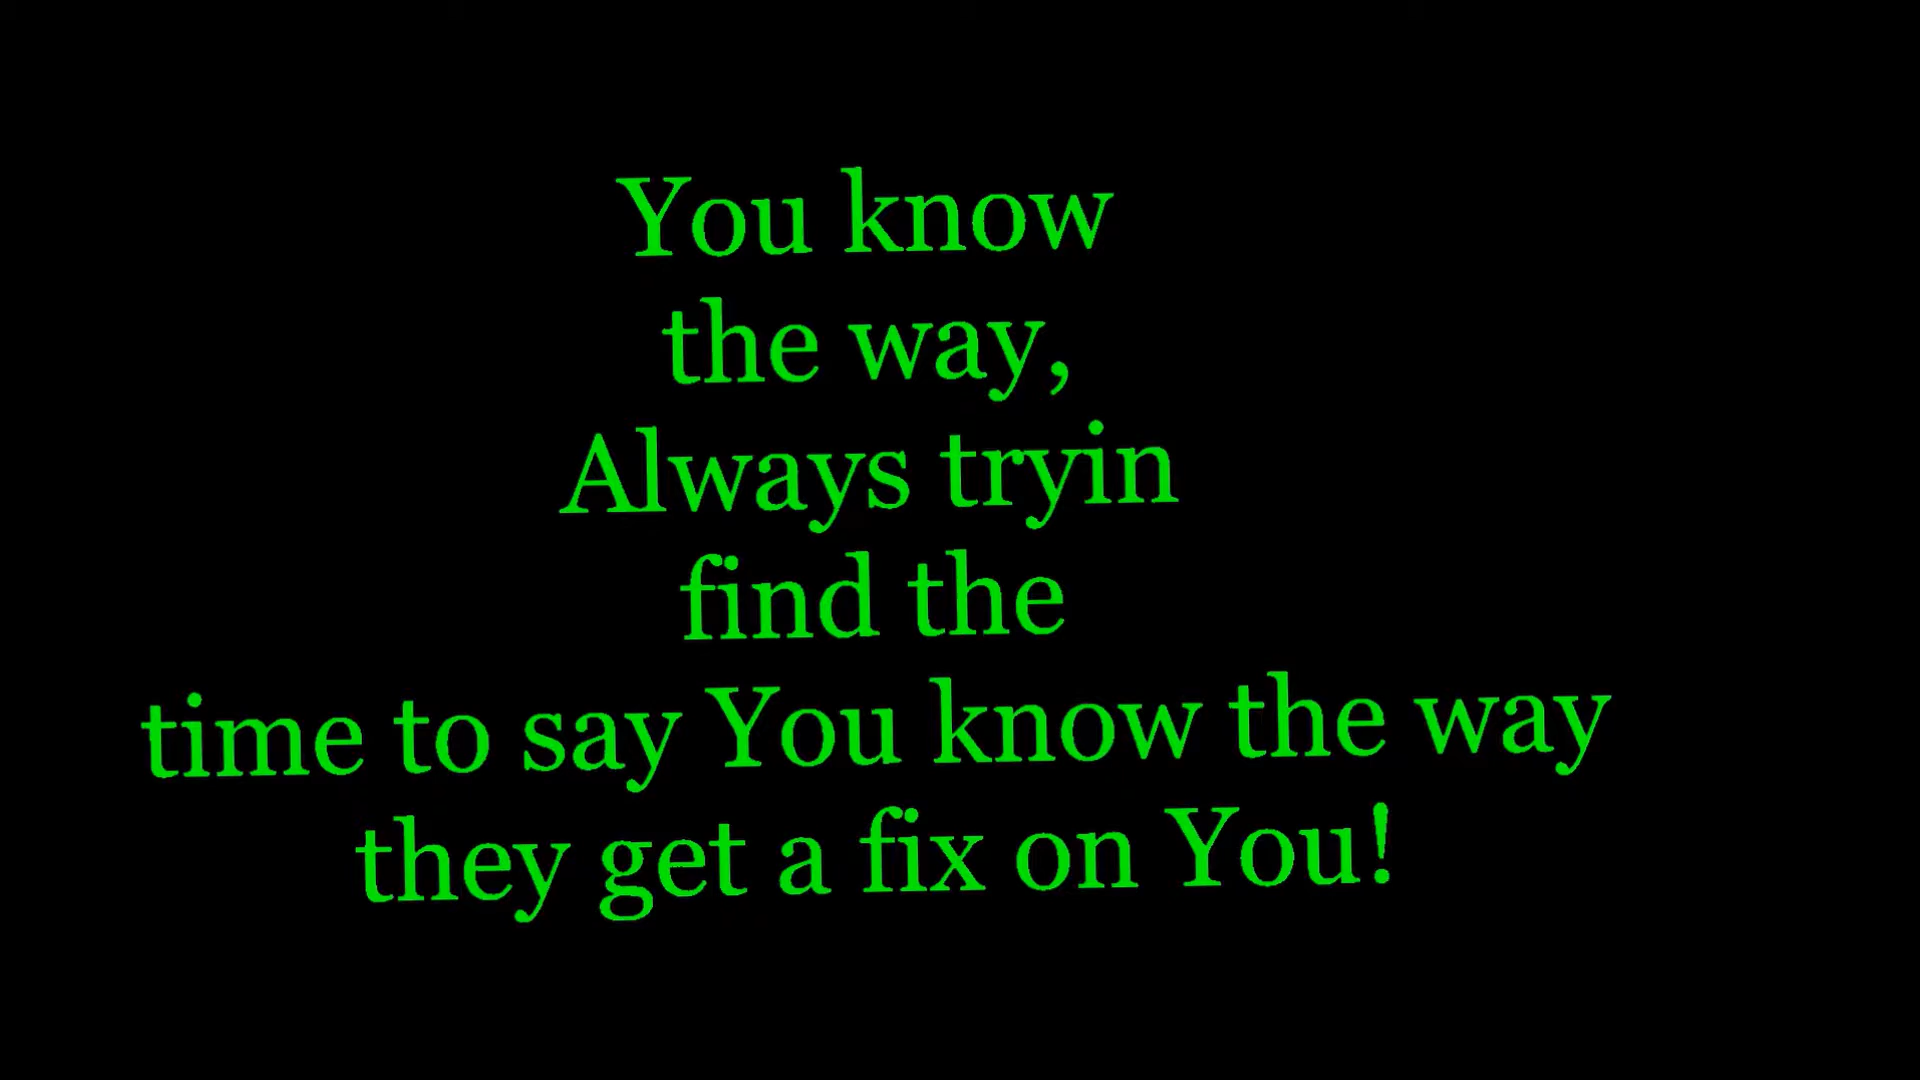 You know
the way,
Always tryin
find the
time to say You know the way
they get a fix on You!